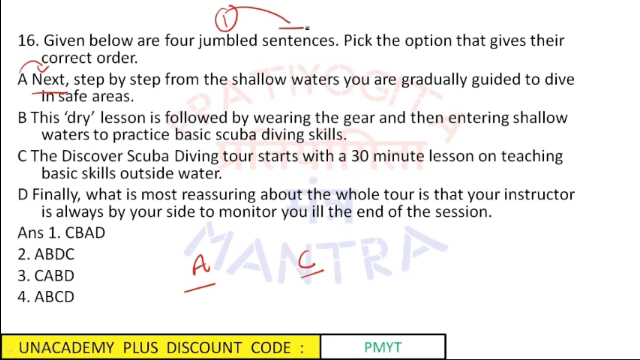 1
16. Given below are four jumbled sentences. Pick the option that gives their
correct order.
A Next, step by step from the shallow waters you are gradually guided to dive
in safe areas.
B This ‘dry’ lesson is followed by wearing the gear and then entering shallow
waters to practice basic scuba diving skills.
C The Discover Scuba Diving tour starts with a 30 minute lesson on teaching
basic skills outside water.
D Finally, what is most reassuring about the whole tour is that your instructor
is always by your side to monitor you ill the end of the session.
Ans 1. CBAD
2. ABDC
3. CABD
4. ABCD
A C
PRATIYOGITA
प्रतियोगिता
मंत्र
MANTRA
UNACADEMY PLUS DISCOUNT CODE : PMYT